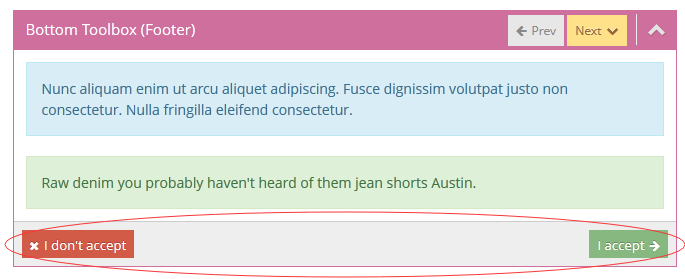 Bottom Toolbox (Footer)
Prev
Next
Nunc aliquam enim ut arcu aliquet adipiscing. Fusce dignissim volutpat justo non
consectetur. Nulla fringilla eleifend consectetur.
Raw denim you probably haven't heard of them jean shorts Austin.
I don't accept
I accept